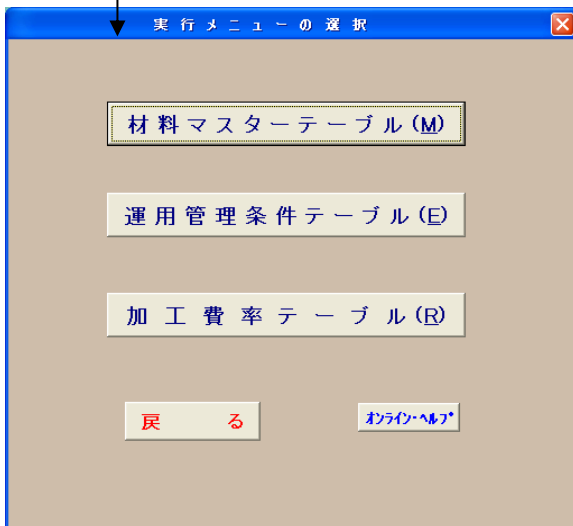 実行メニューの選択
材料マスターテーブル(M)
運用管理条件テーブル(E)
加工費率テーブル(R)
戻る
オンライン・ヘルプ